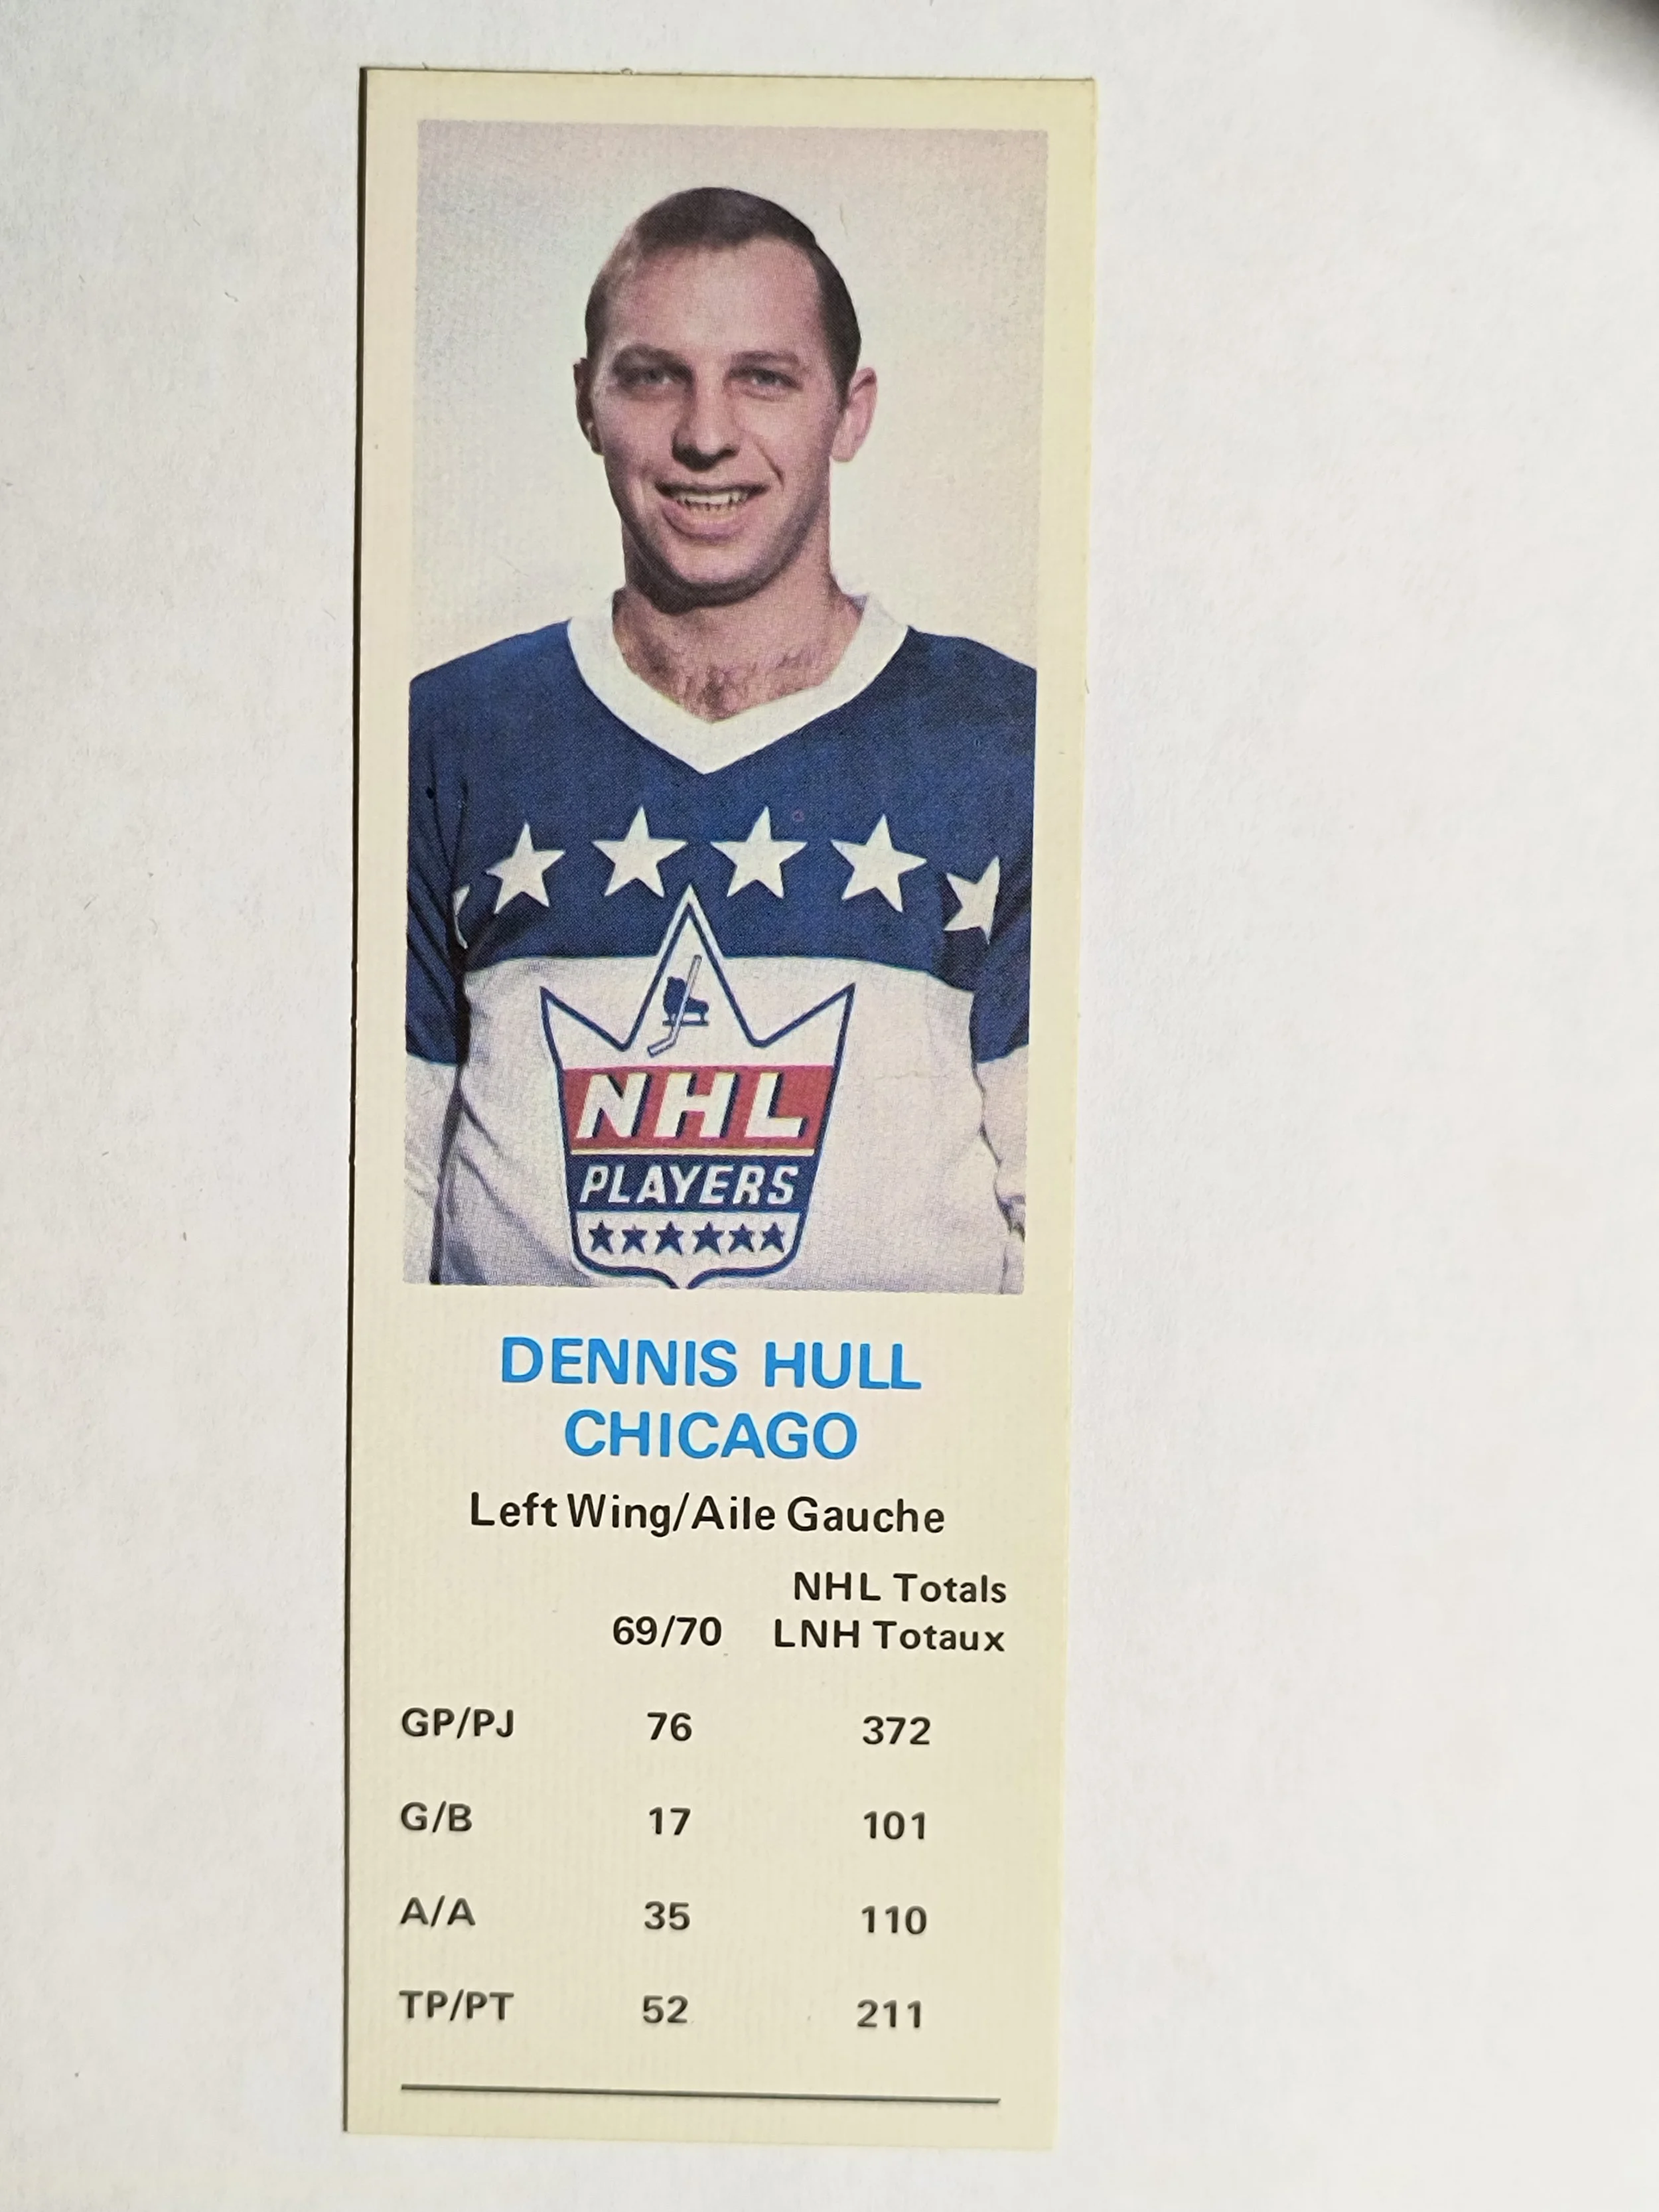 NHL
PLAYERS
DENNIS HULL
CHICAGO
Left Wing/Aile Gauche
NHL Totals
69/70 LNH Totaux
GP/PJ 76 372
G/B 17 101
A/A 35 110
TP/PT 52 211